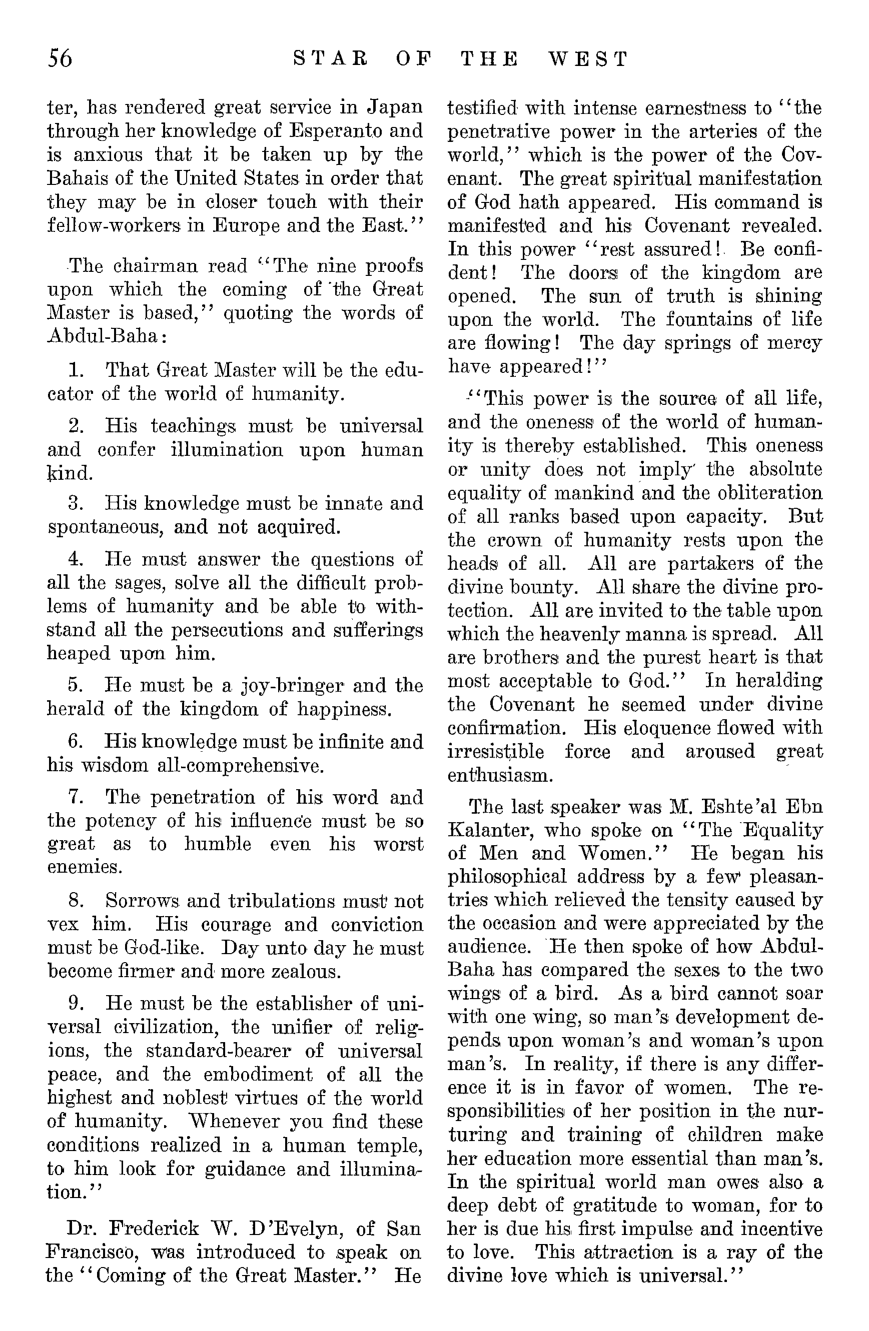 56 STAR OF THE WEST
ter, has rendered great service in Japan
through her knowledge of Esperanto and
is anxious that it be taken up by the
Bahais of the United States in order that
they may be in closer touch with their
fellow-workers in Europe and the East."
The chairman read "The nine proofs
upon which the coming of the Great
Master is based," quoting the words of
Abdul-Baha:
1. That Great Master will be the edu-
cator of the world of humanity.
2. His teachings must be universal
and confer illumination upon human
kind.
3. His knowledge must be innate and
spontaneous, and not acquired.
4. He must answer the questions of
all the sages, solve all the difficult prob-
lems of humanity and be able to with-
stand all the persecutions and sufferings
heaped upon him.
5. He must be a joy-bringer and the
herald of the kingdom of happiness.
6. His knowledge must be infinite and
his wisdom all-comprehensive.
7. The penetration of his word and
the potency of his influence must be so
great as to humble even his worst
enemies.
8. Sorrows and tribulations must not
vex him. His courage and conviction
must be God-like. Day unto day he must
become firmer and more zealous.
9. He must be the establisher of uni-
versal civilization, the unifier of relig-
ions, the standard-bearer of universal
peace, and the embodiment of all the
highest and noblest virtues of the world
of humanity. Whenever you find these
conditions realized in a human temple,
to him look for guidance and illumina-
tion."
Dr. Frederick W. D'Evelyn, of San
Francisco, was introduced to speak on
the "Coming of the Great Master." He
testified with intense earnestness to "the
penetrative power in the arteries of the
world," which is the power of the Cov-
enant. The great spiritual manifestation
of God hath appeared. His command is
manifested and his Covenant revealed.
In this power "rest assured! Be confi-
dent! The doors of the kingdom are
opened. The sun of truth is shining
upon the world. The fountains of life
are flowing! The day springs of mercy
have appeared!"
"This power is the source of all life,
and the oneness of the world of human-
ity is thereby established. This oneness
or unity does not imply the absolute
equality of mankind and the obliteration
of all ranks based upon capacity. But
the crown of humanity rests upon the
heads of all. All are partakers of the
divine bounty. All share the divine pro-
tection. All are invited to the table upon
which the heavenly manna is spread. All
are brothers and the purest heart is that
most acceptable to God." In heralding
the Covenant he seemed under divine
confirmation. His eloquence flowed with
irresistible force and aroused great
enthusiasm.
The last speaker was M. Eshte'al Ebn
Kalanter, who spoke on "The Equality
of Men and Women." He began his
philosophical address by a few pleasan-
tries which relieved the tensity caused by
the occasion and were appreciated by the
audience. He then spoke of how Abdul-
Baha has compared the sexes to the two
wings of a bird. As a bird cannot soar
with one wing, so man's development de-
pends upon woman's and woman's upon
man's. In reality, if there is any differ-
ence it is in favor of women. The re-
sponsibilities of her position in the nur-
turing and training of children make
her education more essential than man's.
In the spiritual world man owes also a
deep debt of gratitude to woman, for to
her is due his first impulse and incentive
to love. This attraction is a ray of the
divine love which is universal."